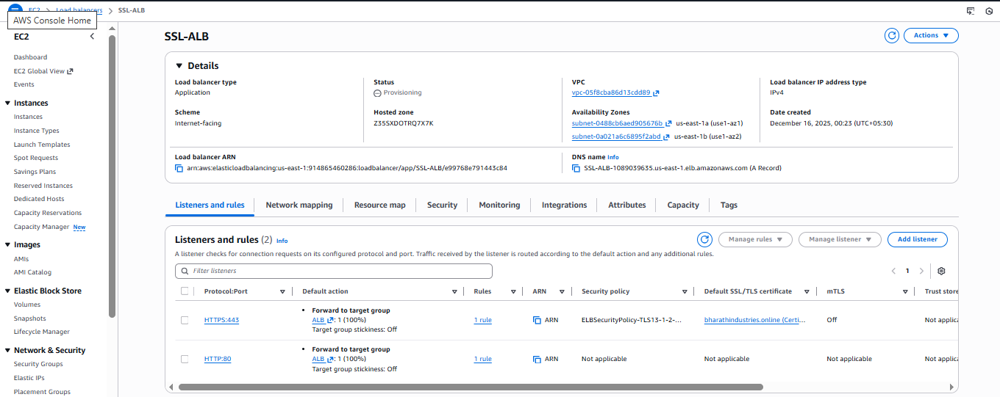 EC2 > Load balancers > SSL-ALB
AWS Console Home
EC2
Dashboard
EC2 Global View
Events
Instances
Instances
Instance Types
Launch Templates
Spot Requests
Savings Plans
Reserved Instances
Dedicated Hosts
Capacity Reservations
Capacity Manager New
Images
AMIs
AMI Catalog
Elastic Block Store
Volumes
Snapshots
Lifecycle Manager
Network & Security
Security Groups
Elastic IPs
Placement Groups
SSL-ALB
Actions
Details
Load balancer type
Application
Status
Provisioning
VPC
vpc-05f8cba86d13cdd89
Load balancer IP address type
IPv4
Scheme
Internet-facing
Hosted zone
Z35SXDOTRQ7X7K
Availability Zones
subnet-0488cb6aed905676b us-east-1a (use1-az1)
subnet-0a021a6c6895f2abd us-east-1b (use1-az2)
Date created
December 16, 2025, 00:23 (UTC+05:30)
Load balancer ARN
arn:aws:elasticloadbalancing:us-east-1:914865460286:loadbalancer/app/SSL-ALB/e99768e791443c84
DNS name Info
SSL-ALB-1089039635.us-east-1.elb.amazonaws.com (A Record)
Listeners and rules Network mapping Resource map Security Monitoring Integrations Attributes Capacity Tags
Listeners and rules (2) Info
Manage rules Manage listener Add listener
A listener checks for connection requests on its configured protocol and port. Traffic received by the listener is routed according to the default action and any additional rules.
Filter listeners
1
Protocol:Port Default action Rules ARN Security policy Default SSL/TLS certificate mTLS Trust store
HTTPS:443
Forward to target group
ALB : 1 (100%)
Target group stickiness: Off
1 rule
ARN
ELBSecurityPolicy-TLS13-1-2-...
bharathindustries.online (Certi...
Off
Not applica
HTTP:80
Forward to target group
ALB : 1 (100%)
Target group stickiness: Off
1 rule
ARN
Not applicable
Not applicable
Not applicable
Not applica